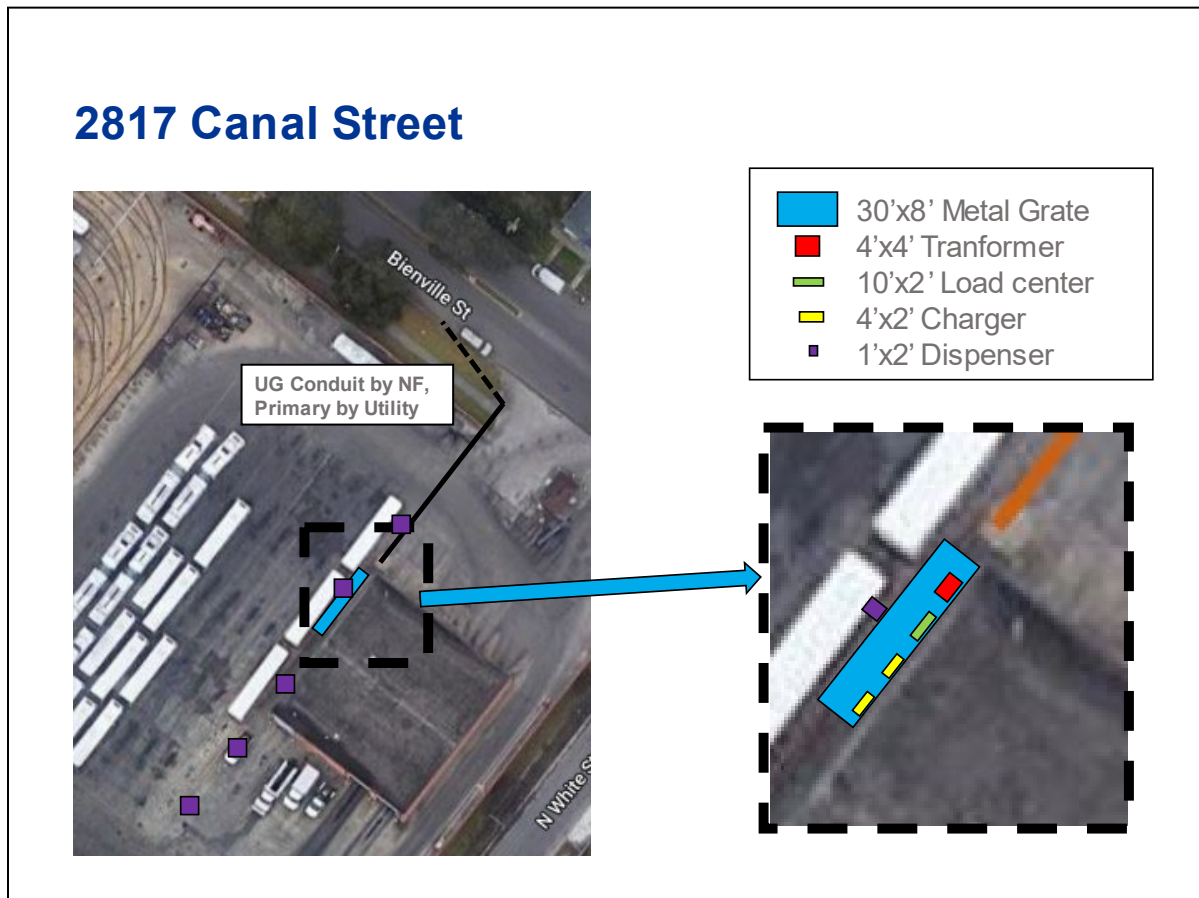 2817 Canal Street
Bienville St
UG Conduit by NF,
Primary by Utility
N White St
30’x8’ Metal Grate
4’x4’ Tranformer
10’x2’ Load center
4’x2’ Charger
1’x2’ Dispenser